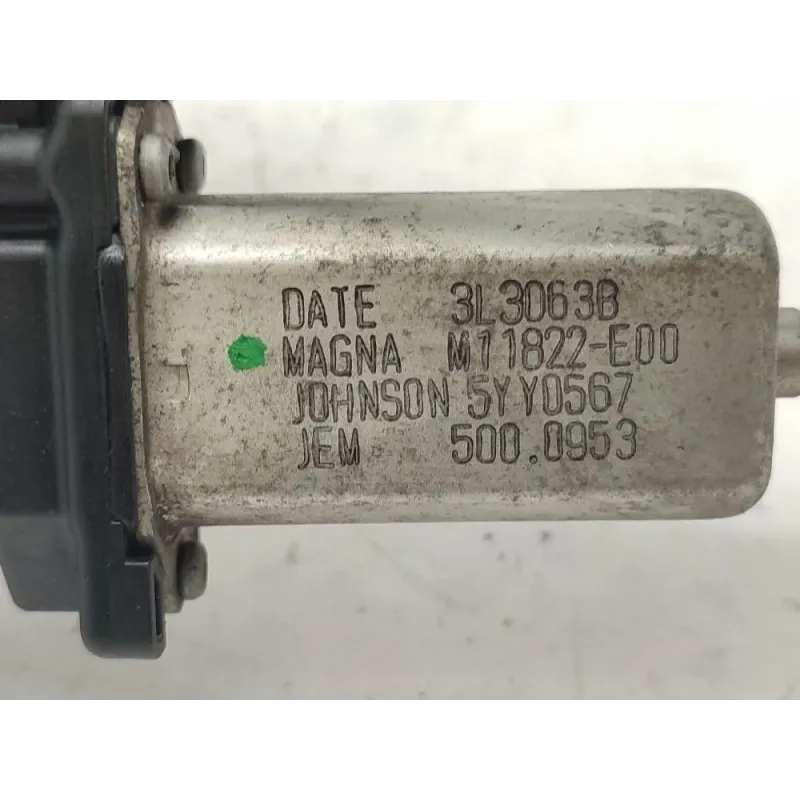 DATE 3L3063B
MAGNA M11822-E00
JOHNSON 5YY0567
JEM 500.0953